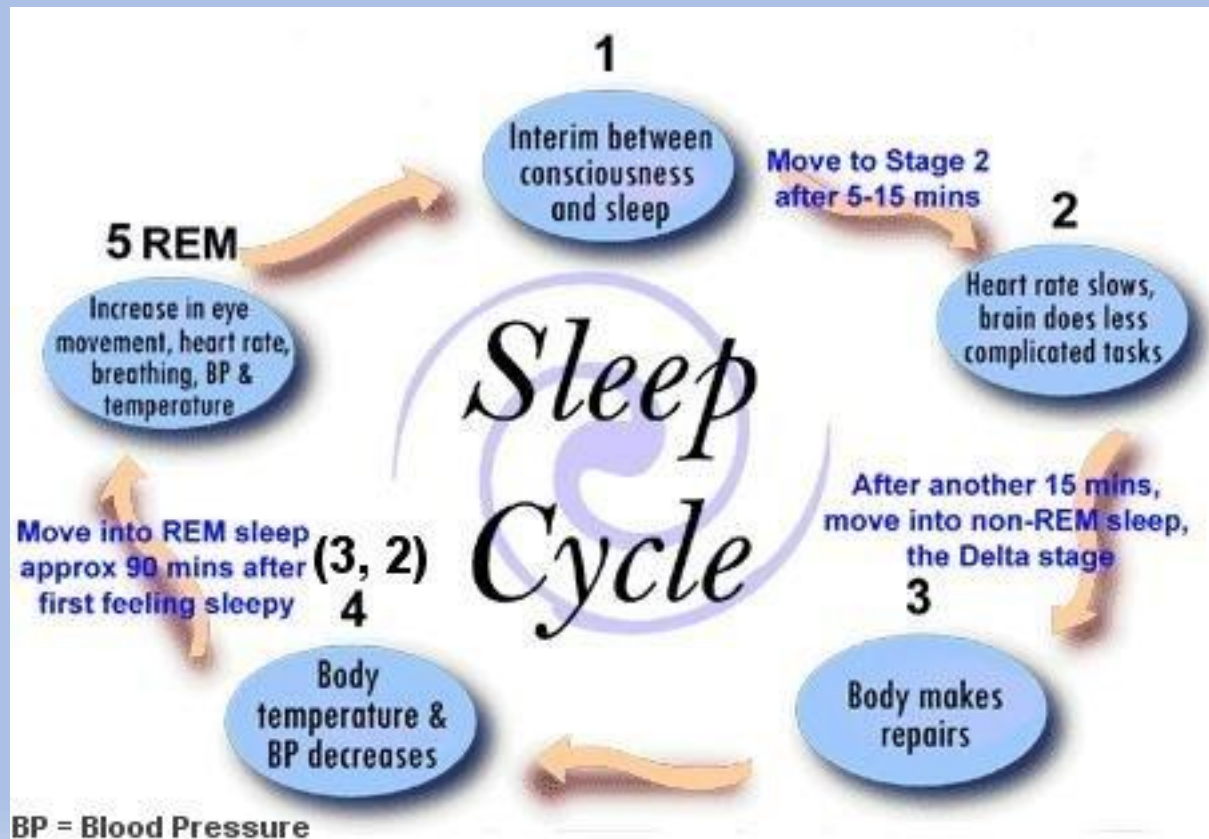 1
Interim between
consciousness
and sleep
Move to Stage 2
after 5-15 mins
2
Heart rate slows,
brain does less
complicated tasks
After another 15 mins,
move into non-REM sleep,
the Delta stage
3
Body makes
repairs
(3, 2)
4
Body
temperature &
BP decreases
Move into REM sleep
approx 90 mins after
first feeling sleepy
5 REM
Increase in eye
movement, heart rate,
breathing, BP &
temperature
Sleep
Cycle
BP = Blood Pressure